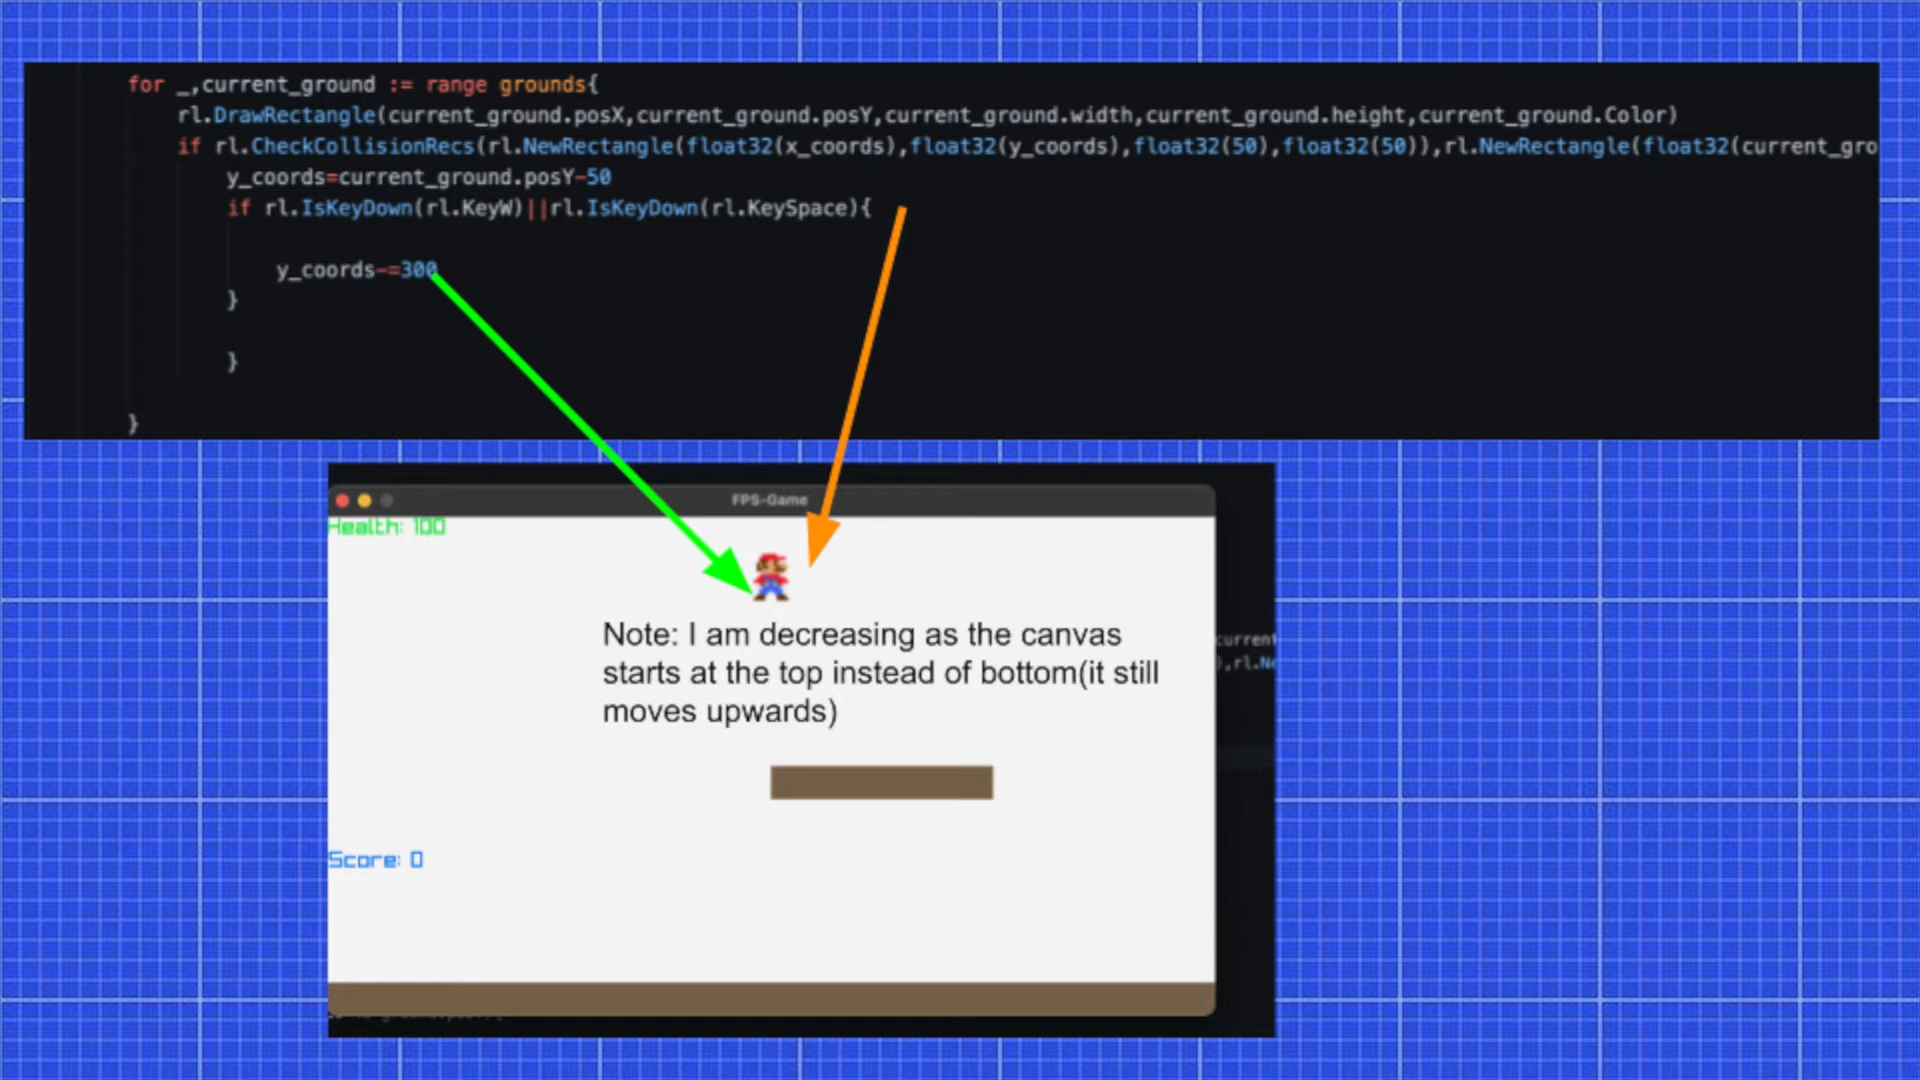 for _,current_ground := range grounds{
rl.DrawRectangle(current_ground.posX,current_ground.posY,current_ground.width,current_ground.height,current_ground.Color)
if rl.CheckCollisionRecs(rl.NewRectangle(float32(x_coords),float32(y_coords),float32(50),float32(50)),rl.NewRectangle(float32(current_gro
y_coords=current_ground.posY-50
if rl.IsKeyDown(rl.KeyW)||rl.IsKeyDown(rl.KeySpace){
y_coords-=300
}
}
}
FPS-Game
Health: 100
Note: I am decreasing as the canvas
starts at the top instead of bottom(it still
moves upwards)
current
),rl.Ne
Score: 0